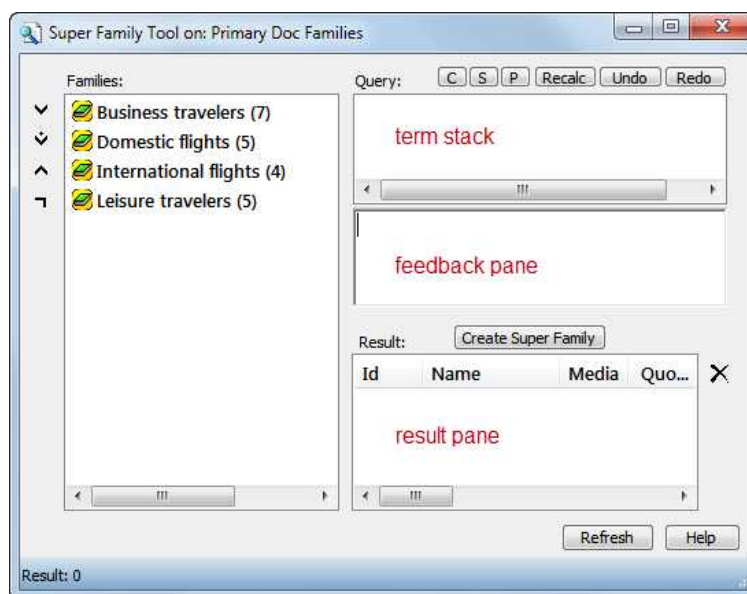 Super Family Tool on: Primary Doc Families
Families:
Business travelers (7)
Domestic flights (5)
International flights (4)
Leisure travelers (5)
Query: C S P Recalc Undo Redo
term stack
feedback pane
Result: Create Super Family
Id Name Media Quo...
result pane
Refresh Help
Result: 0